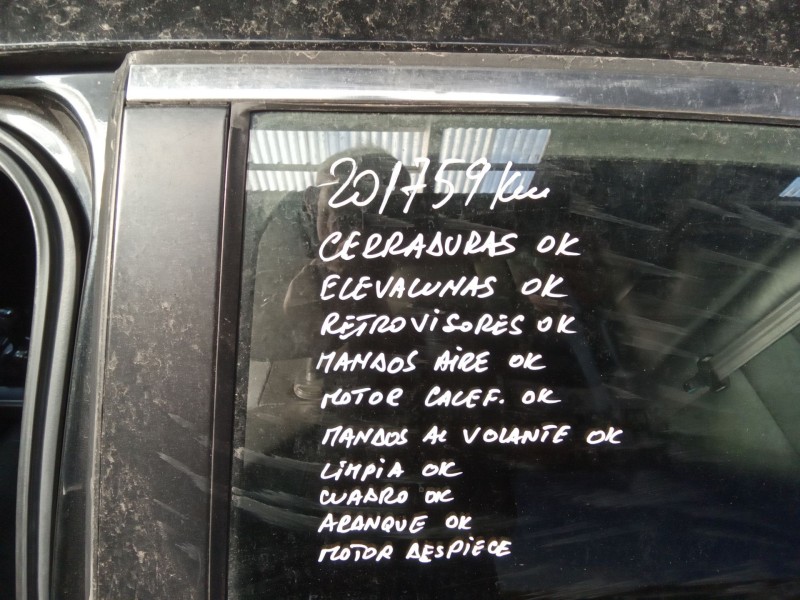 201759 km
CERRADURAS OK
ELEVALUNAS OK
RETROVISORES OK
MANDOS AIRE OK
MOTOR CALEF. OK
MANDOS AL VOLANTE OK
LIMPIA OK
CUADRO OK
ARANQUE OK
MOTOR DESPIECE